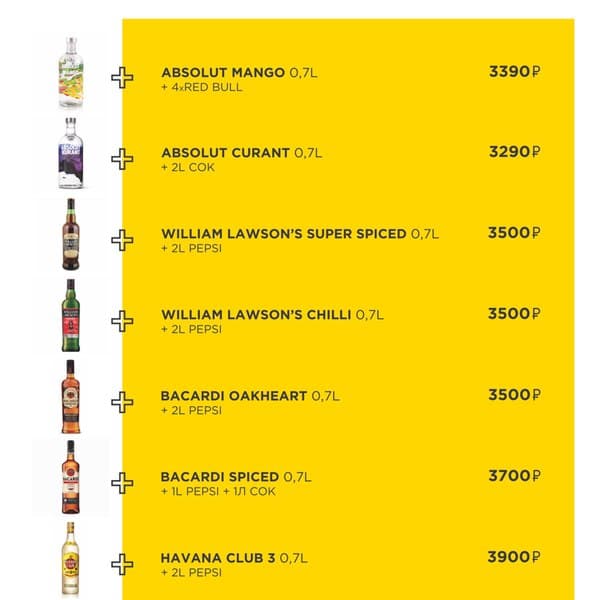 ABSOLUT MANGO 0,7L 3390₽
+ 4xRED BULL
ABSOLUT CURANT 0,7L 3290₽
+ 2L СОК
WILLIAM LAWSON'S SUPER SPICED 0,7L 3500₽
+ 2L PEPSI
WILLIAM LAWSON'S CHILLI 0,7L 3500₽
+ 2L PEPSI
BACARDI OAKHEART 0,7L 3500₽
+ 2L PEPSI
BACARDI SPICED 0,7L 3700₽
+ 1L PEPSI + 1Л СОК
HAVANA CLUB 3 0,7L 3900₽
+ 2L PEPSI